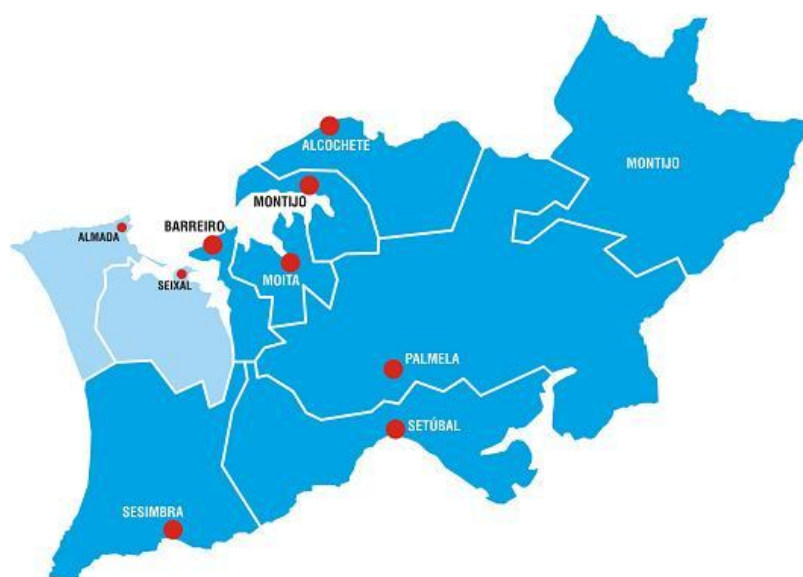 ALCOCHETE
MONTIJO
MONTIJO
BARREIRO
ALMADA
SEIXAL
MOITA
PALMELA
SETÚBAL
SESIMBRA